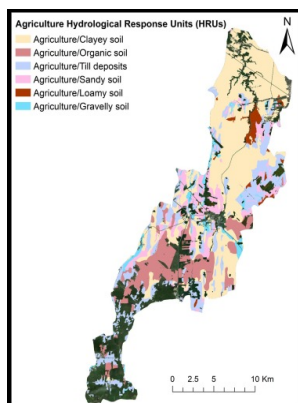 Agriculture Hydrological Response Units (HRUs)
N
Agriculture/Clayey soil
Agriculture/Organic soil
Agriculture/Till deposits
Agriculture/Sandy soil
Agriculture/Loamy soil
Agriculture/Gravelly soil
0 2.5 5 10 Km